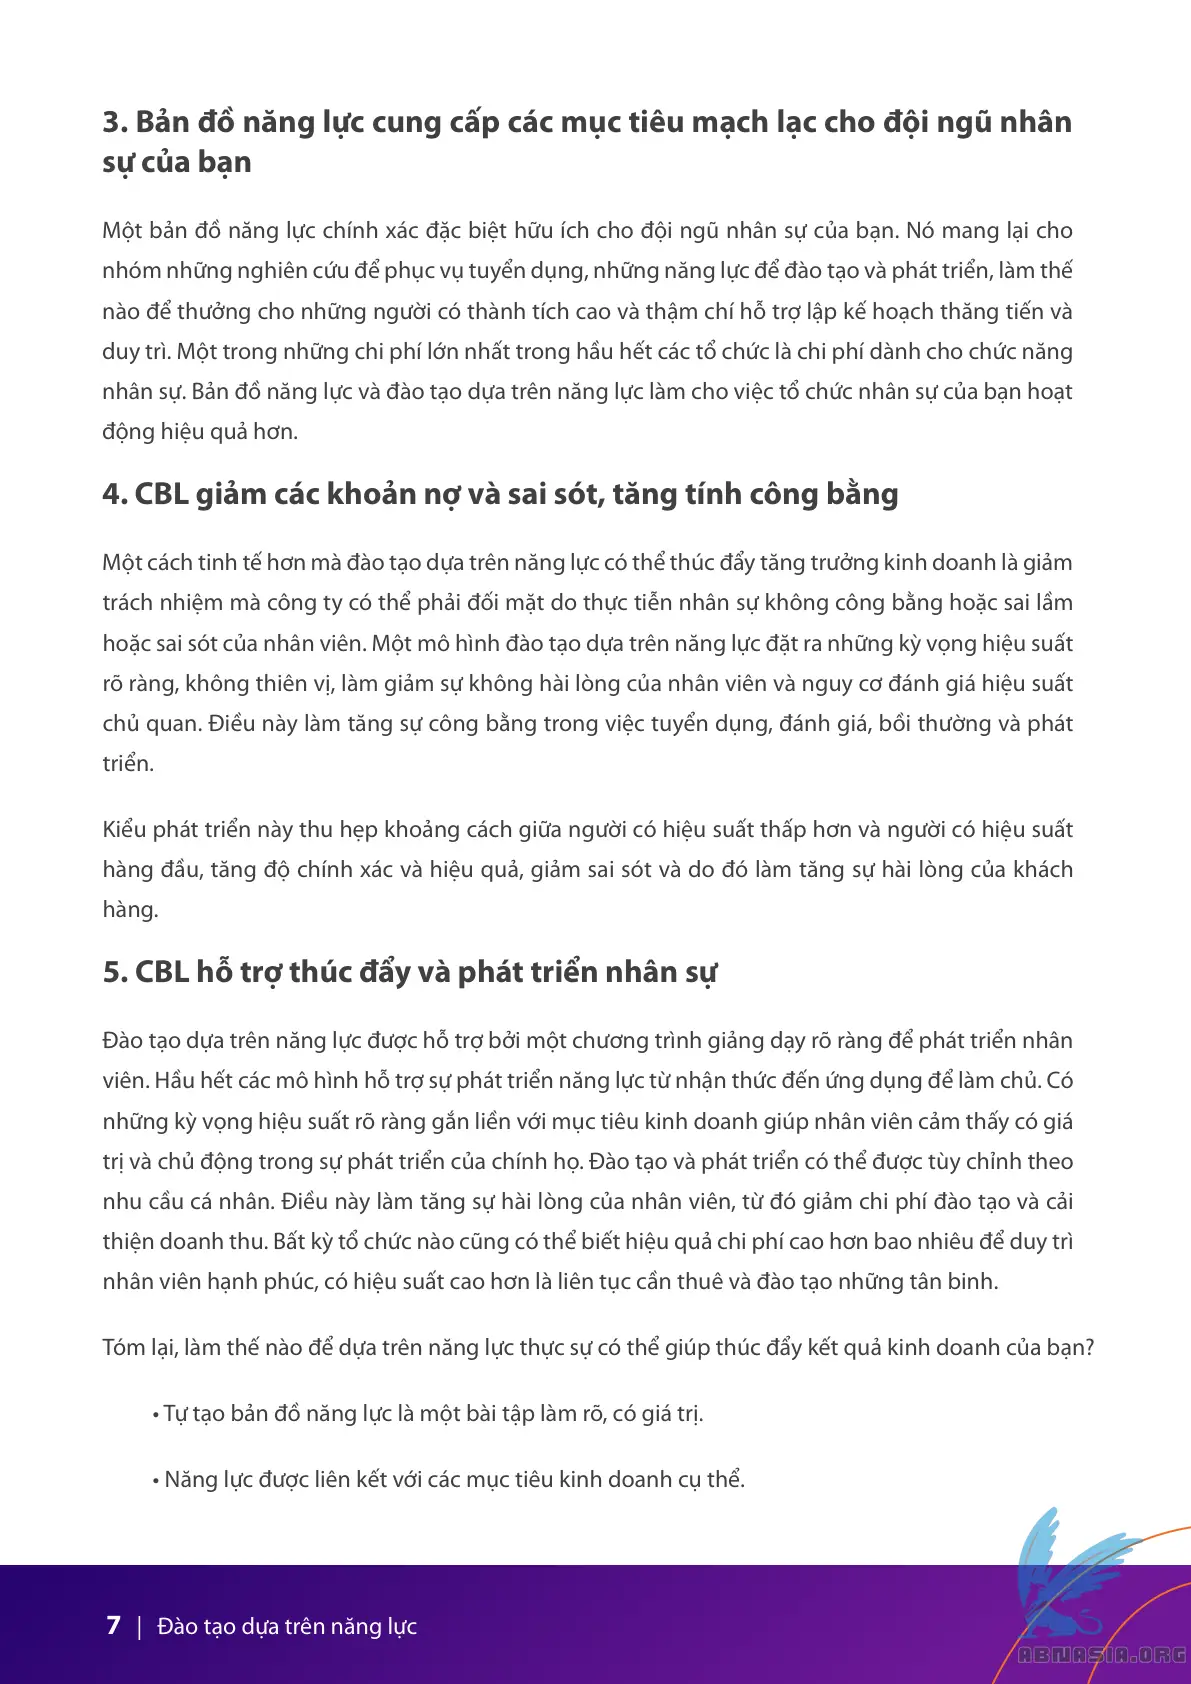 3. Bản đồ năng lực cung cấp các mục tiêu mạch lạc cho đội ngũ nhân
sự của bạn
Một bản đồ năng lực chính xác đặc biệt hữu ích cho đội ngũ nhân sự của bạn. Nó mang lại cho
nhóm những nghiên cứu để phục vụ tuyển dụng, những năng lực để đào tạo và phát triển, làm thế
nào để thưởng cho những người có thành tích cao và thậm chí hỗ trợ lập kế hoạch thăng tiến và
duy trì. Một trong những chi phí lớn nhất trong hầu hết các tổ chức là chi phí dành cho chức năng
nhân sự. Bản đồ năng lực và đào tạo dựa trên năng lực làm cho việc tổ chức nhân sự của bạn hoạt
động hiệu quả hơn.
4. CBL giảm các khoản nợ và sai sót, tăng tính công bằng
Một cách tinh tế hơn mà đào tạo dựa trên năng lực có thể thúc đẩy tăng trưởng kinh doanh là giảm
trách nhiệm mà công ty có thể phải đối mặt do thực tiễn nhân sự không công bằng hoặc sai lầm
hoặc sai sót của nhân viên. Một mô hình đào tạo dựa trên năng lực đặt ra những kỳ vọng hiệu suất
rõ ràng, không thiên vị, làm giảm sự không hài lòng của nhân viên và nguy cơ đánh giá hiệu suất
chủ quan. Điều này làm tăng sự công bằng trong việc tuyển dụng, đánh giá, bồi thường và phát
triển.
Kiểu phát triển này thu hẹp khoảng cách giữa người có hiệu suất thấp hơn và người có hiệu suất
hàng đầu, tăng độ chính xác và hiệu quả, giảm sai sót và do đó làm tăng sự hài lòng của khách
hàng.
5. CBL hỗ trợ thúc đẩy và phát triển nhân sự
Đào tạo dựa trên năng lực được hỗ trợ bởi một chương trình giảng dạy rõ ràng để phát triển nhân
viên. Hầu hết các mô hình hỗ trợ sự phát triển năng lực từ nhận thức đến ứng dụng để làm chủ. Có
những kỳ vọng hiệu suất rõ ràng gắn liền với mục tiêu kinh doanh giúp nhân viên cảm thấy có giá
trị và chủ động trong sự phát triển của chính họ. Đào tạo và phát triển có thể được tùy chỉnh theo
nhu cầu cá nhân. Điều này làm tăng sự hài lòng của nhân viên, từ đó giảm chi phí đào tạo và cải
thiện doanh thu. Bất kỳ tổ chức nào cũng có thể biết hiệu quả chi phí cao hơn bao nhiêu để duy trì
nhân viên hạnh phúc, có hiệu suất cao hơn là liên tục cần thuê và đào tạo những tân binh.
Tóm lại, làm thế nào để dựa trên năng lực thực sự có thể giúp thúc đẩy kết quả kinh doanh của bạn?
• Tự tạo bản đồ năng lực là một bài tập làm rõ, có giá trị.
• Năng lực được liên kết với các mục tiêu kinh doanh cụ thể.
7 | Đào tạo dựa trên năng lực
ABNASIA.ORG